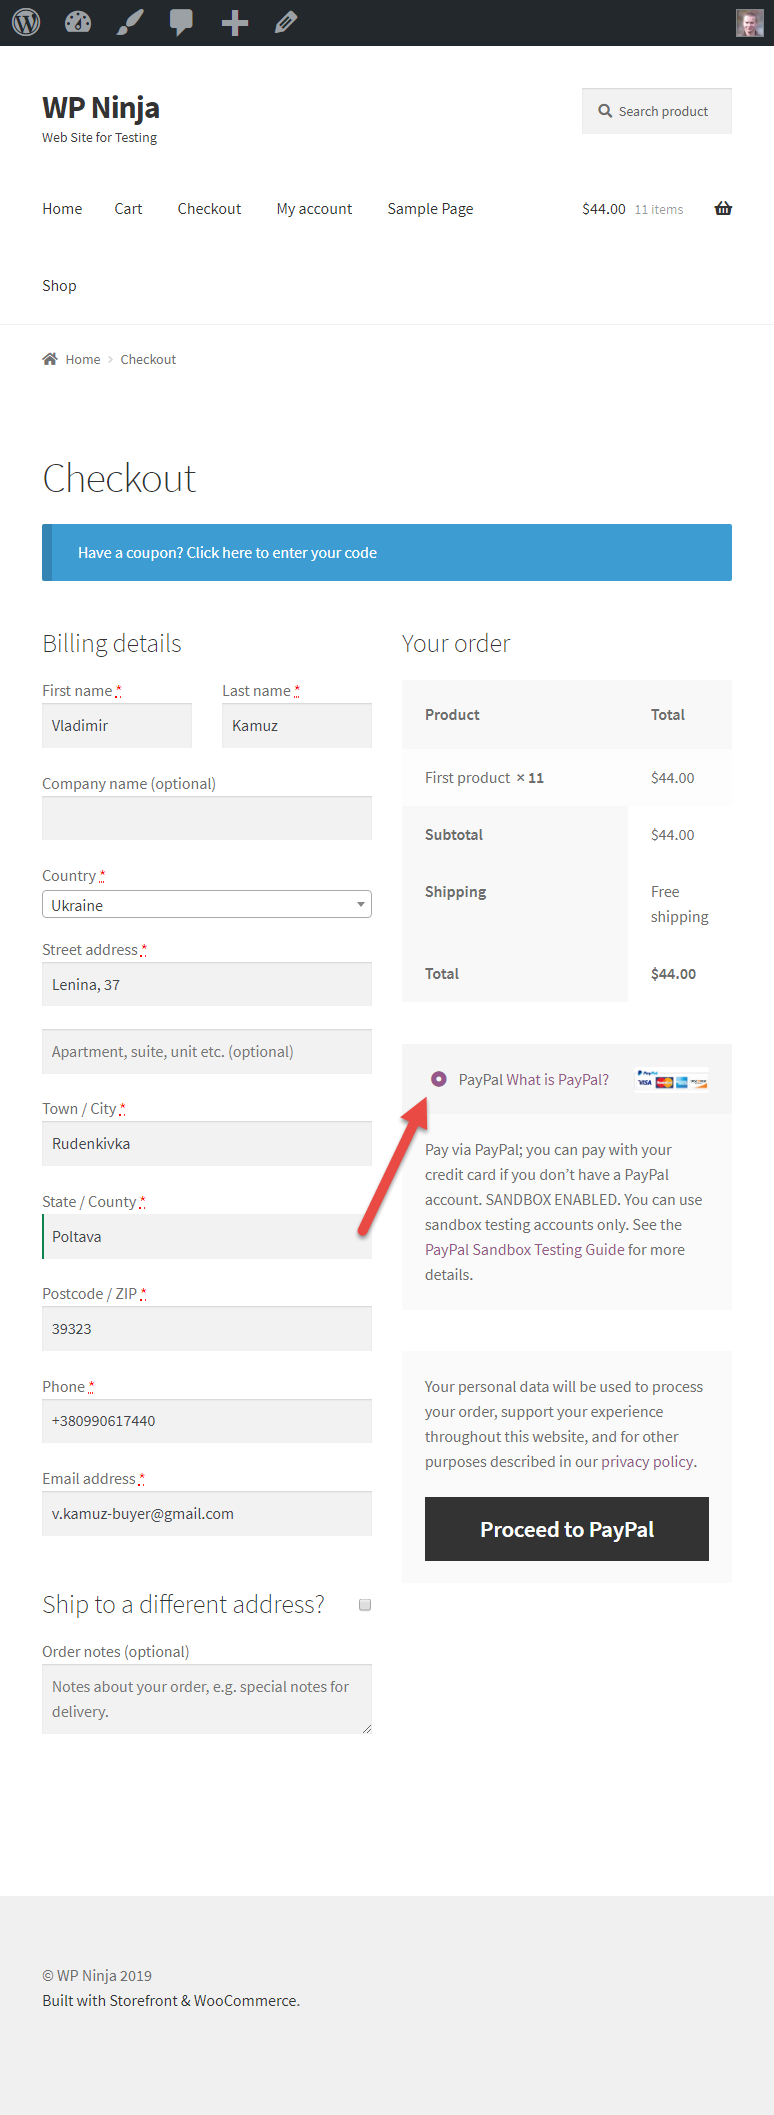 WP Ninja
Web Site for Testing
Search product
Home Cart Checkout My account Sample Page $44.00 11 items
Shop
Home Checkout
Checkout
Have a coupon? Click here to enter your code
Billing details
First name *
Last name *
Vladimir
Kamuz
Company name (optional)
Country *
Ukraine
Street address *
Lenina, 37
Apartment, suite, unit etc. (optional)
Town / City *
Rudenkivka
State / County *
Poltava
Postcode / ZIP *
39323
Phone *
+380990617440
Email address *
v.kamuz-buyer@gmail.com
Ship to a different address?
Order notes (optional)
Notes about your order, e.g. special notes for
delivery.
Your order
Product Total
First product × 11 $44.00
Subtotal $44.00
Shipping Free
shipping
Total $44.00
PayPal What is PayPal?
PayPal
VISA
Pay via PayPal; you can pay with your
credit card if you don’t have a PayPal
account. SANDBOX ENABLED. You can use
sandbox testing accounts only. See the
PayPal Sandbox Testing Guide for more
details.
Your personal data will be used to process
your order, support your experience
throughout this website, and for other
purposes described in our privacy policy.
Proceed to PayPal
© WP Ninja 2019
Built with Storefront & WooCommerce.